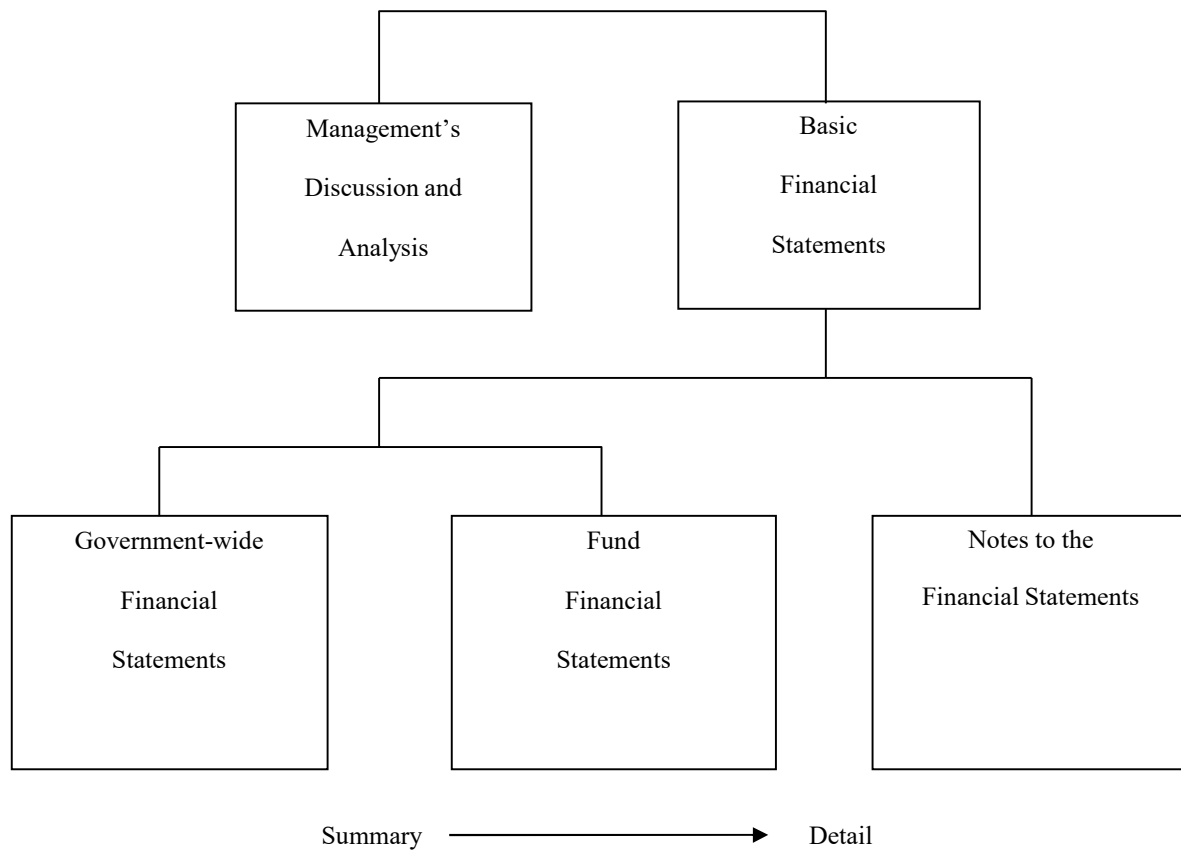 Management’s
Discussion and
Analysis
Basic
Financial
Statements
Government-wide
Financial
Statements
Fund
Financial
Statements
Notes to the
Financial Statements
Summary
Detail